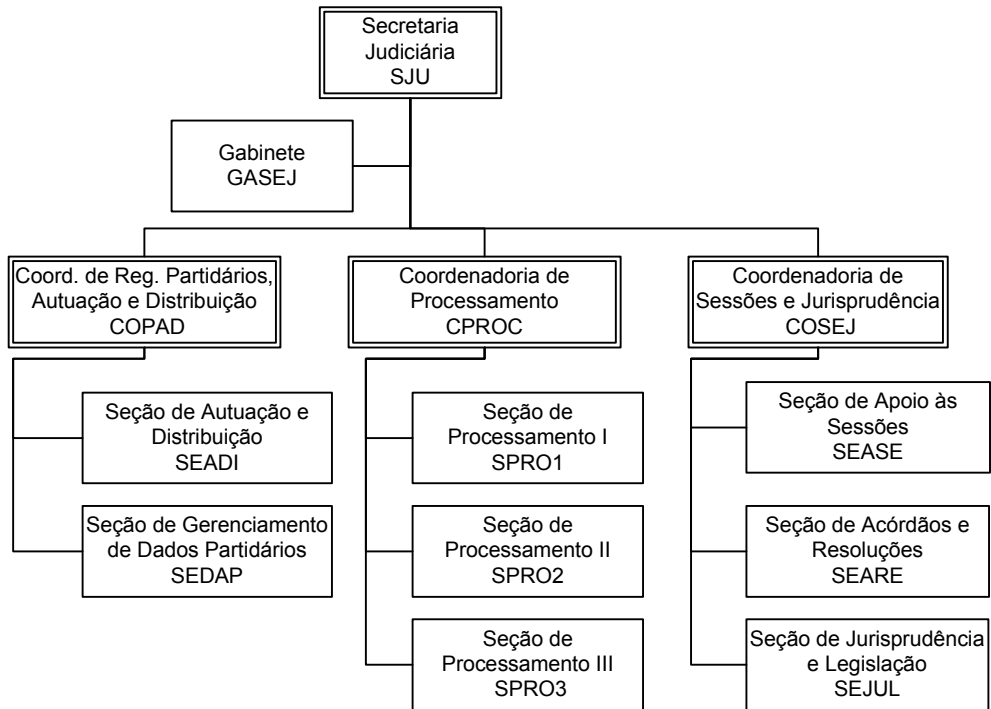 Secretaria
Judiciária
SJU
Gabinete
GASEJ
Coord. de Reg. Partidários,
Autuação e Distribuição
COPAD
Seção de Autuação e
Distribuição
SEADI
Seção de Gerenciamento
de Dados Partidários
SEDAP
Coordenadoria de
Processamento
CPROC
Seção de
Processamento I
SPRO1
Seção de
Processamento II
SPRO2
Seção de
Processamento III
SPRO3
Coordenadoria de
Sessões e Jurisprudência
COSEJ
Seção de Apoio às
Sessões
SEASE
Seção de Acórdãos e
Resoluções
SEARE
Seção de Jurisprudência
e Legislação
SEJUL